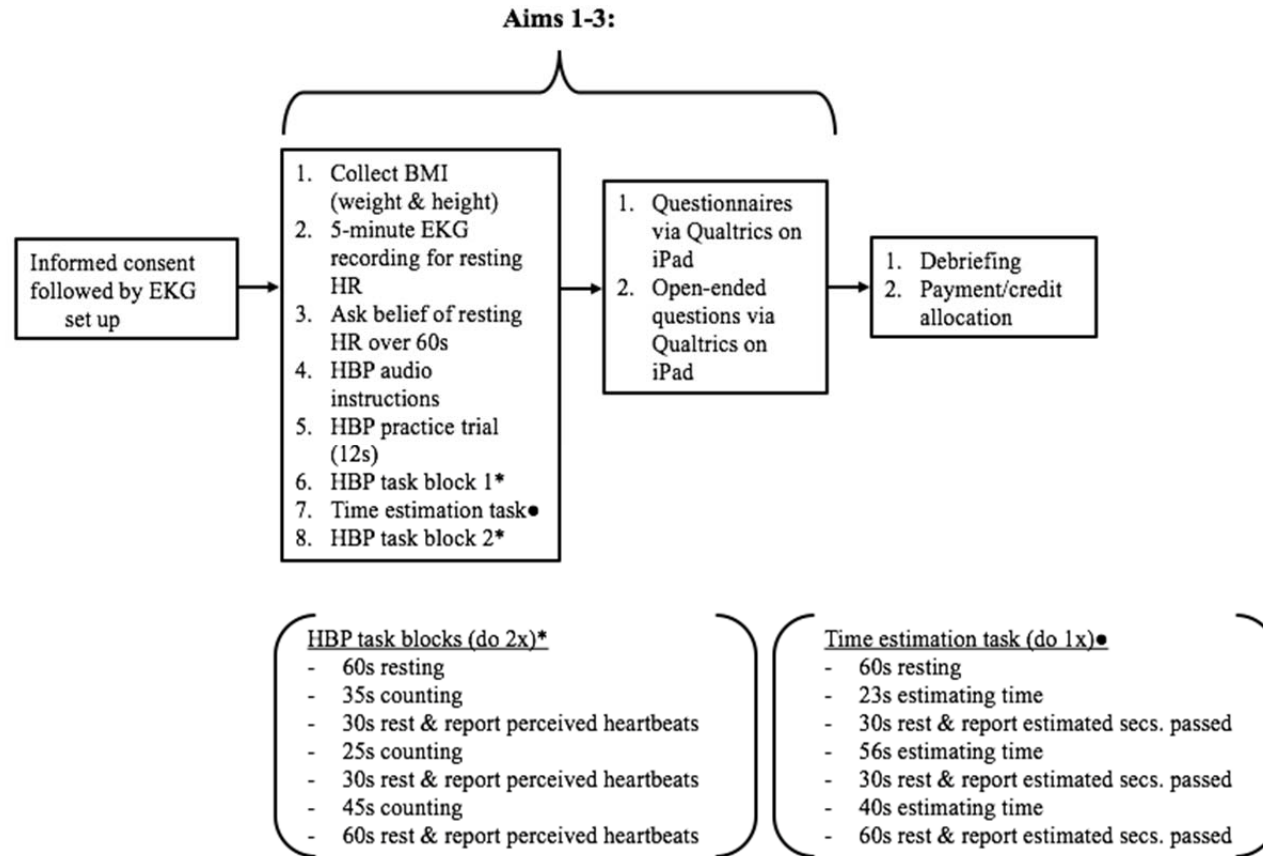 Aims 1-3:
Informed consent
followed by EKG
set up
1. Collect BMI
(weight & height)
2. 5-minute EKG
recording for resting
HR
3. Ask belief of resting
HR over 60s
4. HBP audio
instructions
5. HBP practice trial
(12s)
6. HBP task block 1*
7. Time estimation task●
8. HBP task block 2*
1. Questionnaires
via Qualtrics on
iPad
2. Open-ended
questions via
Qualtrics on
iPad
1. Debriefing
2. Payment/credit
allocation
HBP task blocks (do 2x)*
- 60s resting
- 35s counting
- 30s rest & report perceived heartbeats
- 25s counting
- 30s rest & report perceived heartbeats
- 45s counting
- 60s rest & report perceived heartbeats
Time estimation task (do 1x)●
- 60s resting
- 23s estimating time
- 30s rest & report estimated secs. passed
- 56s estimating time
- 30s rest & report estimated secs. passed
- 40s estimating time
- 60s rest & report estimated secs. passed